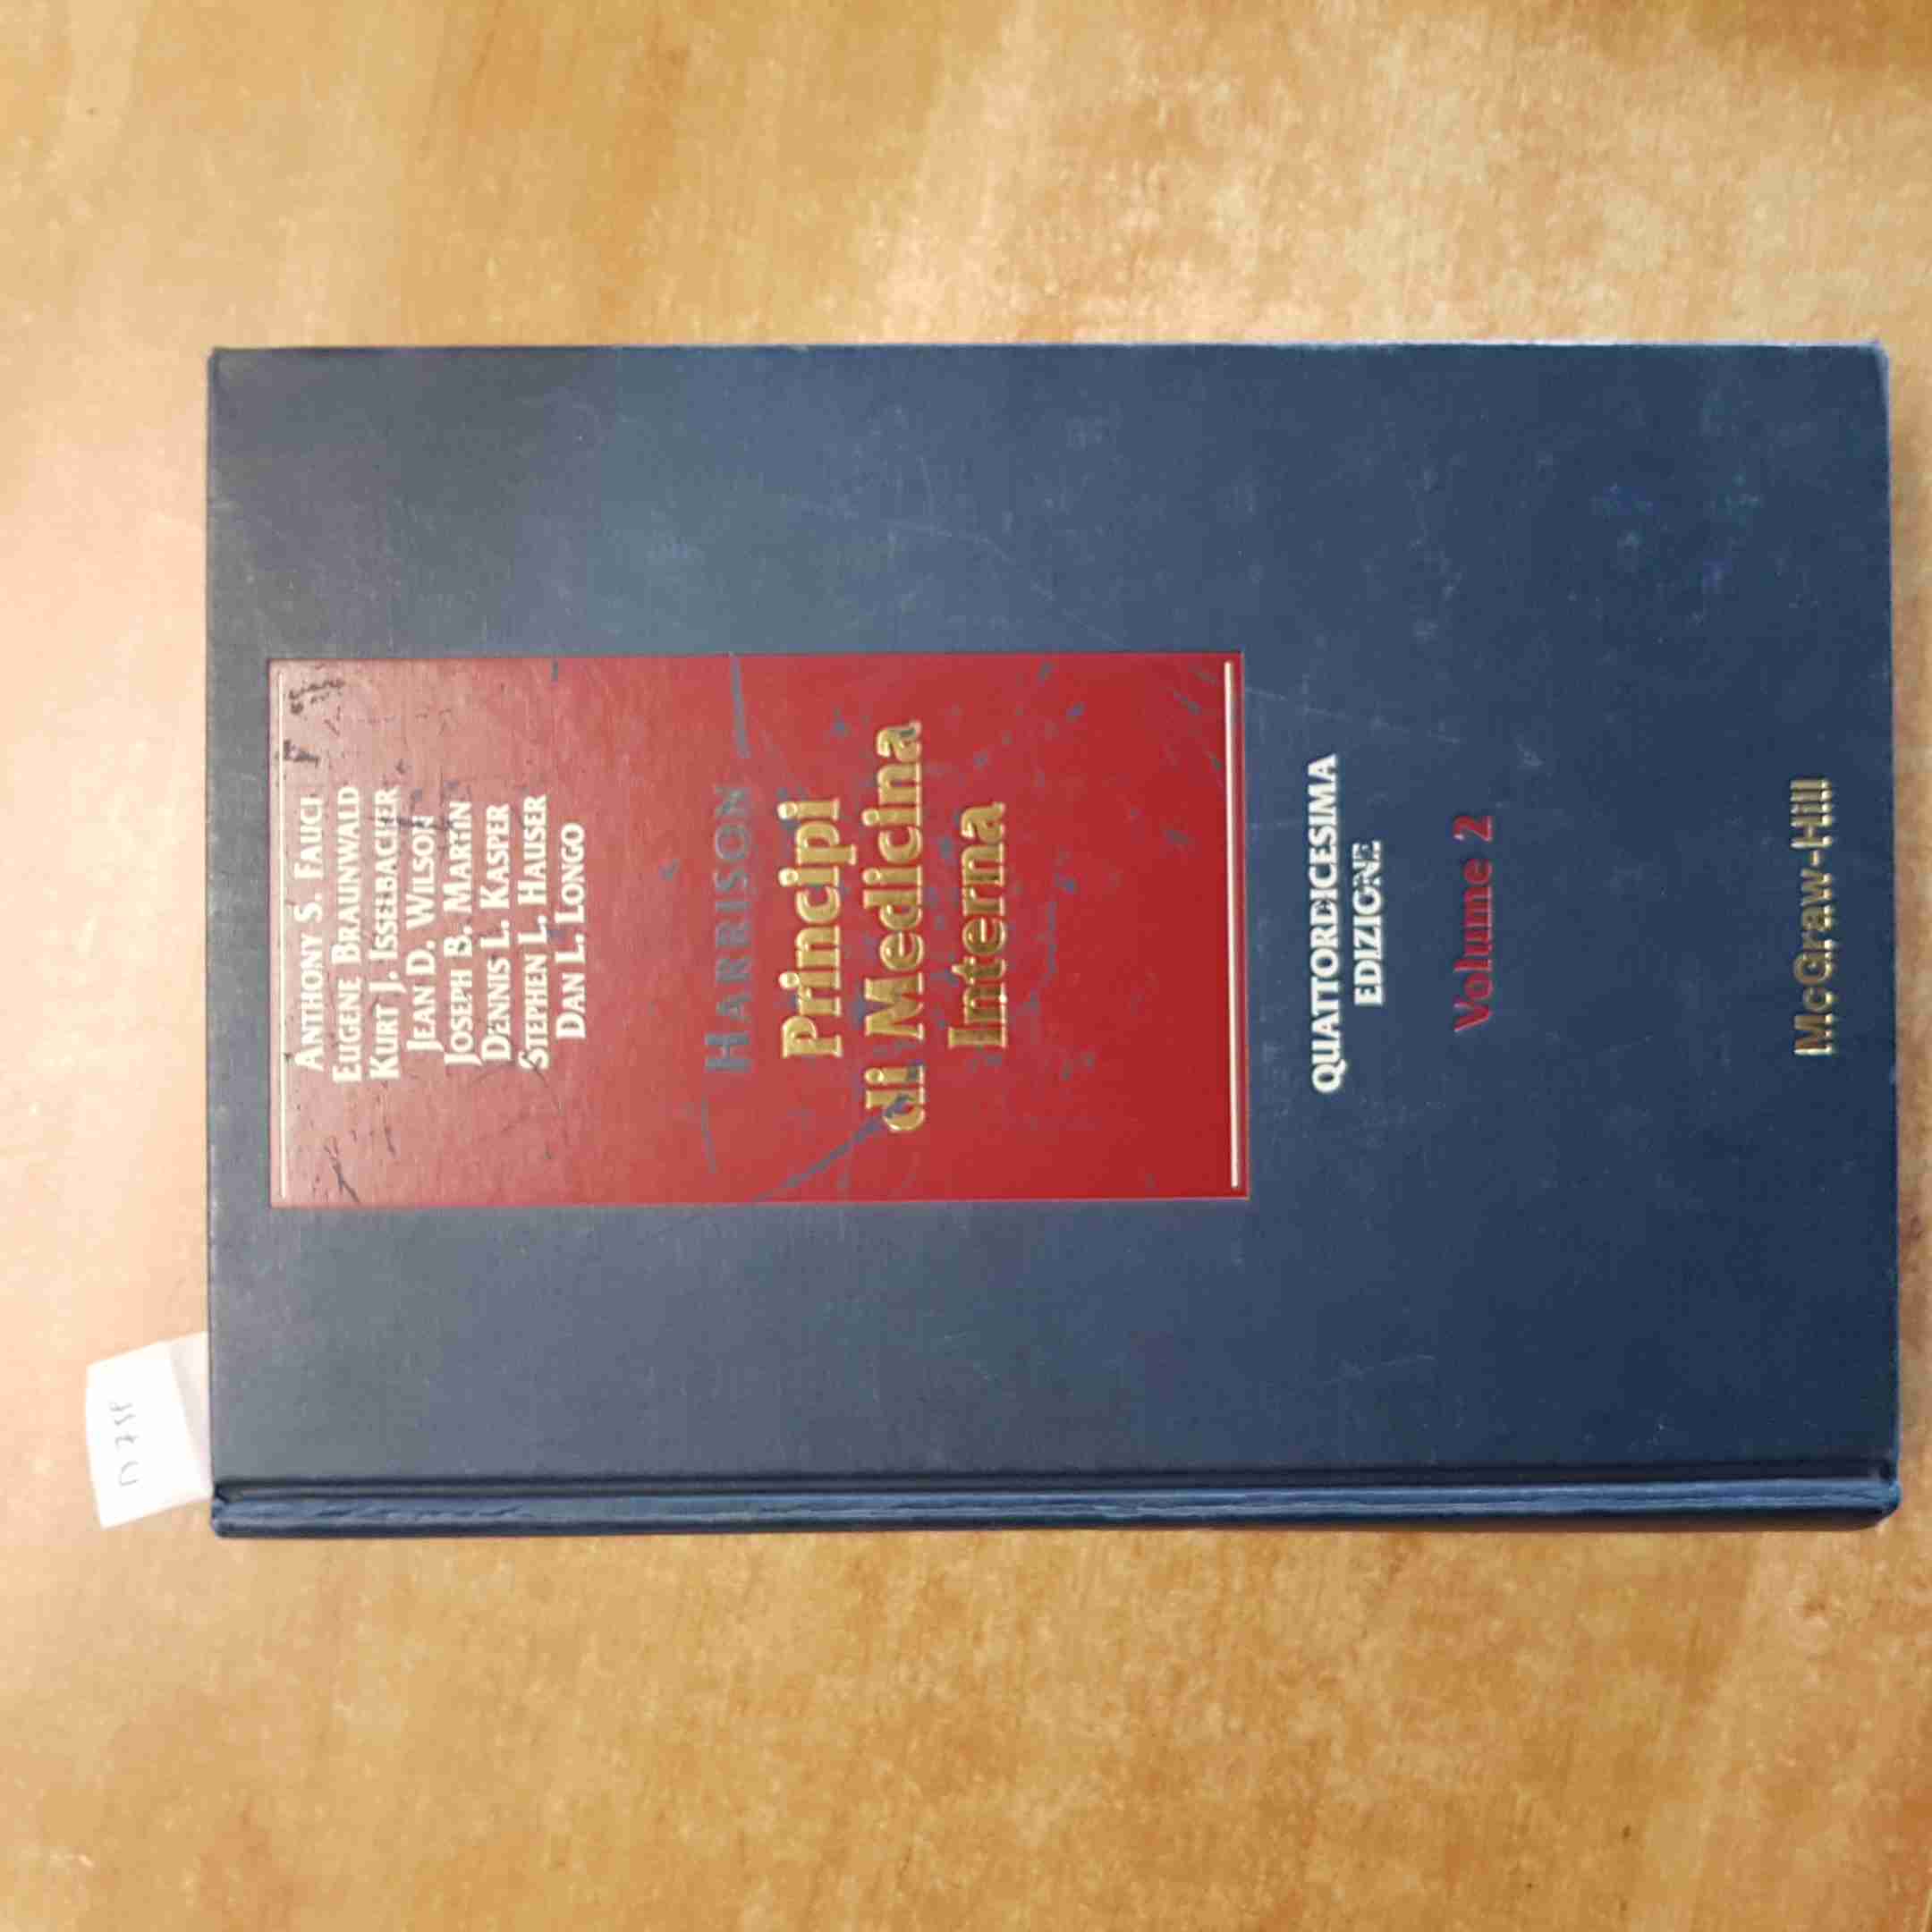 ANTHONY S. FAUCI
EUGENE BRAUNWALD
KURT J. ISSELBACHER
JEAN D. WILSON
JOSEPH B. MARTIN
DENNIS L. KASPER
STEPHEN L. HAUSER
DAN L. LONGO
HARRISON
Principi
di Medicina
Interna
QUATTORDICESIMA
EDIZIONE
Volume 2
McGraw-Hill